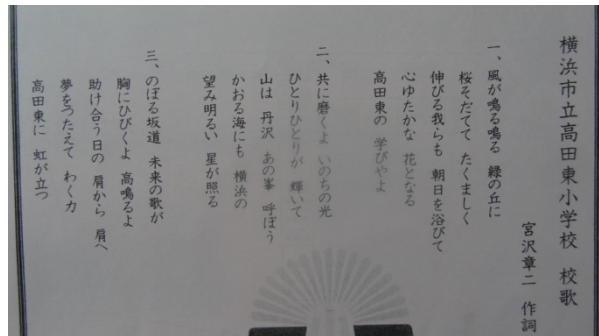 横浜市立高田東小学校 校歌
宮沢章二 作詞
一、風が鳴る鳴る 緑の丘に
桜そだてて たくましく
伸びる我らも 朝日を浴びて
心ゆたかな 花となる
高田東の 学びやよ
二、共に磨くよ いのちの光
ひとりひとりが 輝いて
山は 丹沢 あの峯 呼ぼう
かおる海にも 横浜の
望み明るい 星が照る
三、のぼる坂道 未来の歌が
胸にひびくよ 高鳴るよ
助け合う日の 肩から 肩へ
夢をつたえて わく力
高田東に 虹が立つ